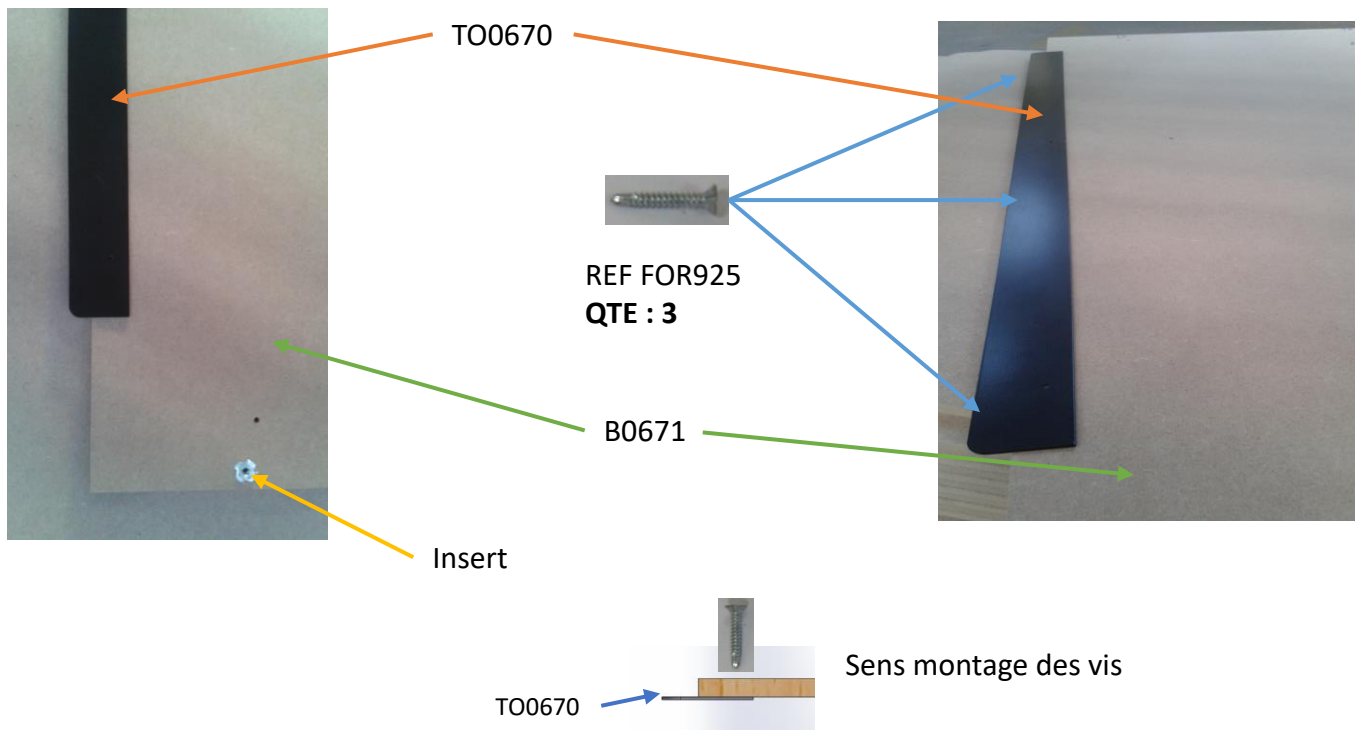 TO0670
REF FOR925
QTE : 3
B0671
Insert
Sens montage des vis
TO0670